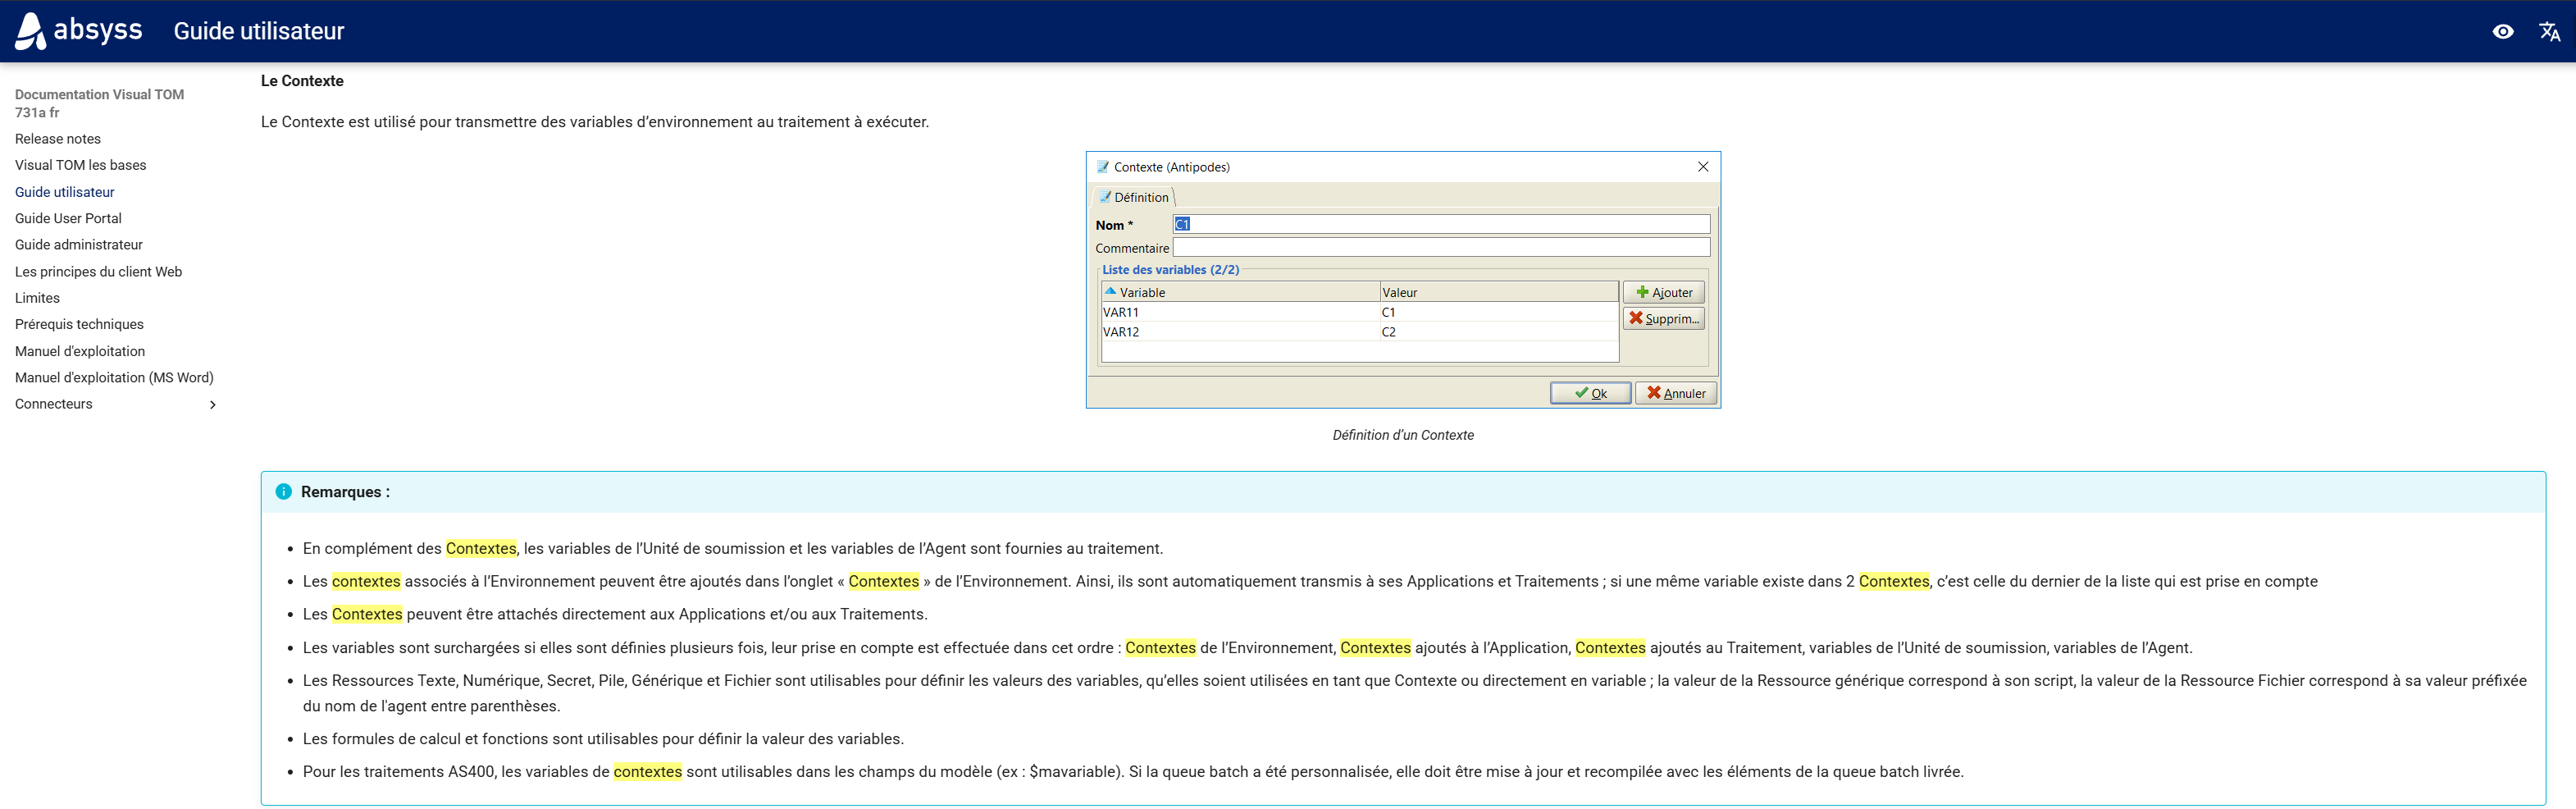 absyss Guide utilisateur
Documentation Visual TOM
731a fr
Release notes
Visual TOM les bases
Guide utilisateur
Guide User Portal
Guide administrateur
Les principes du client Web
Limites
Prérequis techniques
Manuel d'exploitation
Manuel d'exploitation (MS Word)
Connecteurs
Le Contexte
Le Contexte est utilisé pour transmettre des variables d’environnement au traitement à exécuter.
Contexte (Antipodes)
Définition
Nom * C1
Commentaire
Liste des variables (2/2)
Variable Valeur
VAR11 C1
VAR12 C2
Ajouter
Supprim...
Ok Annuler
Définition d’un Contexte
Remarques :
• En complément des Contextes, les variables de l’Unité de soumission et les variables de l’Agent sont fournies au traitement.
• Les contextes associés à l’Environnement peuvent être ajoutés dans l’onglet « Contextes » de l’Environnement. Ainsi, ils sont automatiquement transmis à ses Applications et Traitements ; si une même variable existe dans 2 Contextes, c’est celle du dernier de la liste qui est prise en compte
• Les Contextes peuvent être attachés directement aux Applications et/ou aux Traitements.
• Les variables sont surchargées si elles sont définies plusieurs fois, leur prise en compte est effectuée dans cet ordre : Contextes de l’Environnement, Contextes ajoutés à l’Application, Contextes ajoutés au Traitement, variables de l’Unité de soumission, variables de l’Agent.
• Les Ressources Texte, Numérique, Secret, Pile, Générique et Fichier sont utilisables pour définir les valeurs des variables, qu’elles soient utilisées en tant que Contexte ou directement en variable ; la valeur de la Ressource générique correspond à son script, la valeur de la Ressource Fichier correspond à sa valeur préfixée
du nom de l'agent entre parenthèses.
• Les formules de calcul et fonctions sont utilisables pour définir la valeur des variables.
• Pour les traitements AS400, les variables de contextes sont utilisables dans les champs du modèle (ex : $mavariable). Si la queue batch a été personnalisée, elle doit être mise à jour et recompilée avec les éléments de la queue batch livrée.